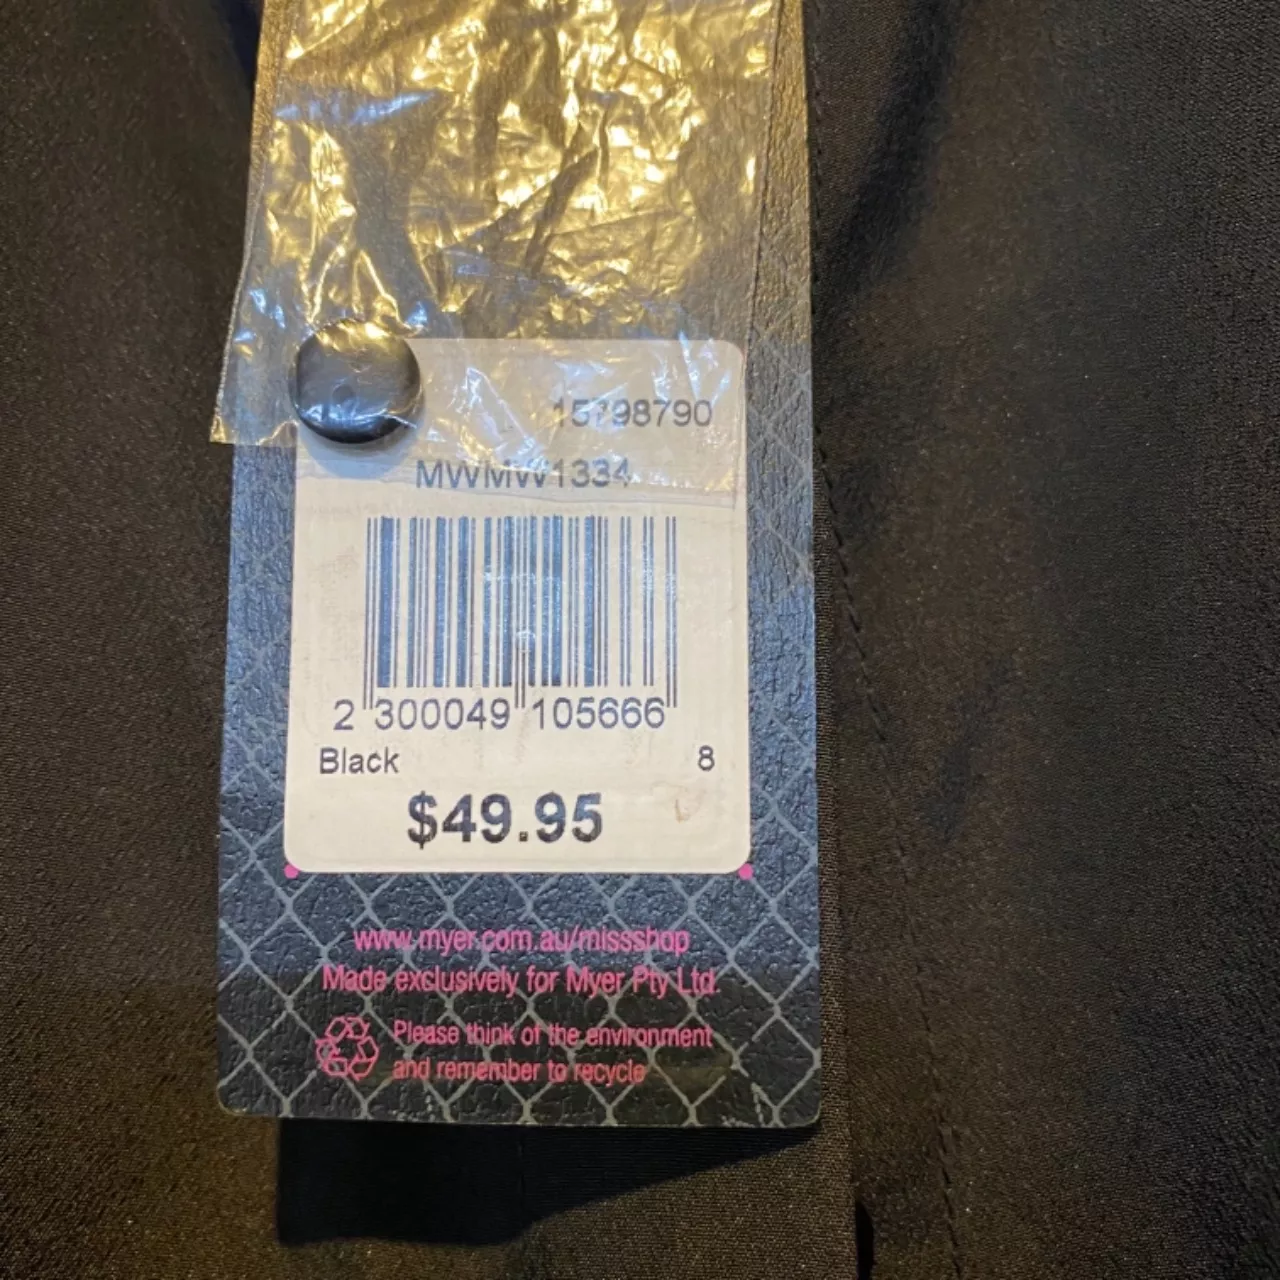 15798790
MWMW1334
2 300049 105666
Black 8
$49.95
www.myer.com.au/missshop
Made exclusively for Myer Pty Ltd.
Please think of the environment
and remember to recycle